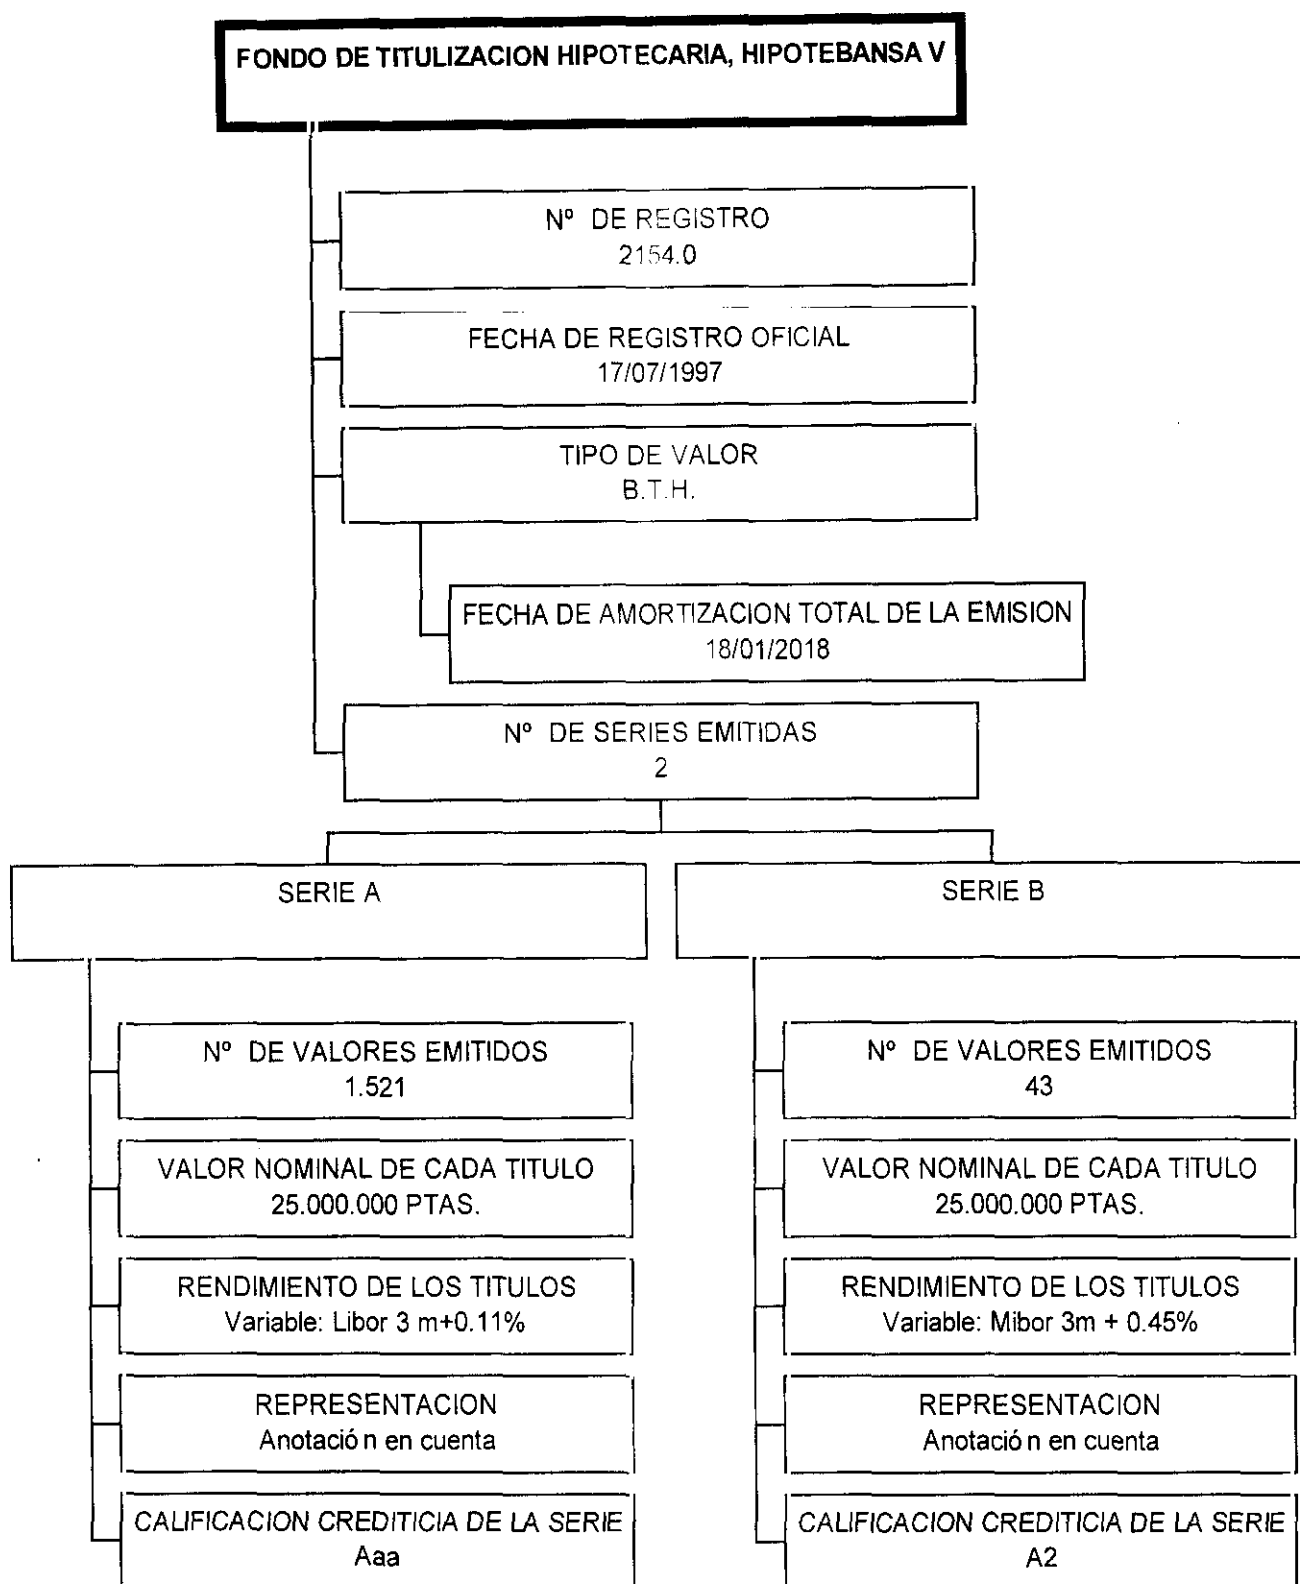 FONDO DE TITULIZACION HIPOTECARIA, HIPOTEBANSA V
Nº DE REGISTRO
2154.0
FECHA DE REGISTRO OFICIAL
17/07/1997
TIPO DE VALOR
B.T.H.
FECHA DE AMORTIZACION TOTAL DE LA EMISION
18/01/2018
Nº DE SERIES EMITIDAS
2
SERIE A
Nº DE VALORES EMITIDOS
1.521
VALOR NOMINAL DE CADA TITULO
25.000.000 PTAS.
RENDIMIENTO DE LOS TITULOS
Variable: Libor 3 m+0.11%
REPRESENTACION
Anotación en cuenta
CALIFICACION CREDITICIA DE LA SERIE
Aaa
SERIE B
Nº DE VALORES EMITIDOS
43
VALOR NOMINAL DE CADA TITULO
25.000.000 PTAS.
RENDIMIENTO DE LOS TITULOS
Variable: Mibor 3m + 0.45%
REPRESENTACION
Anotación en cuenta
CALIFICACION CREDITICIA DE LA SERIE
A2